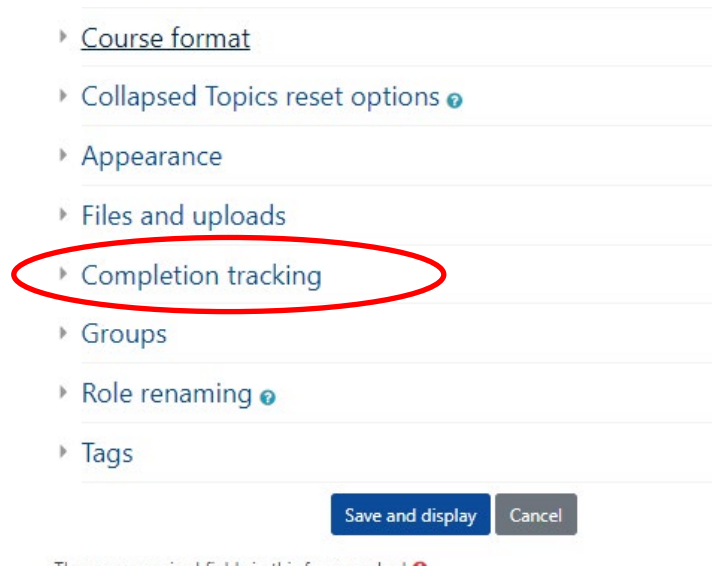 Course format
Collapsed Topics reset options
Appearance
Files and uploads
Completion tracking
Groups
Role renaming
Tags
Save and display
Cancel